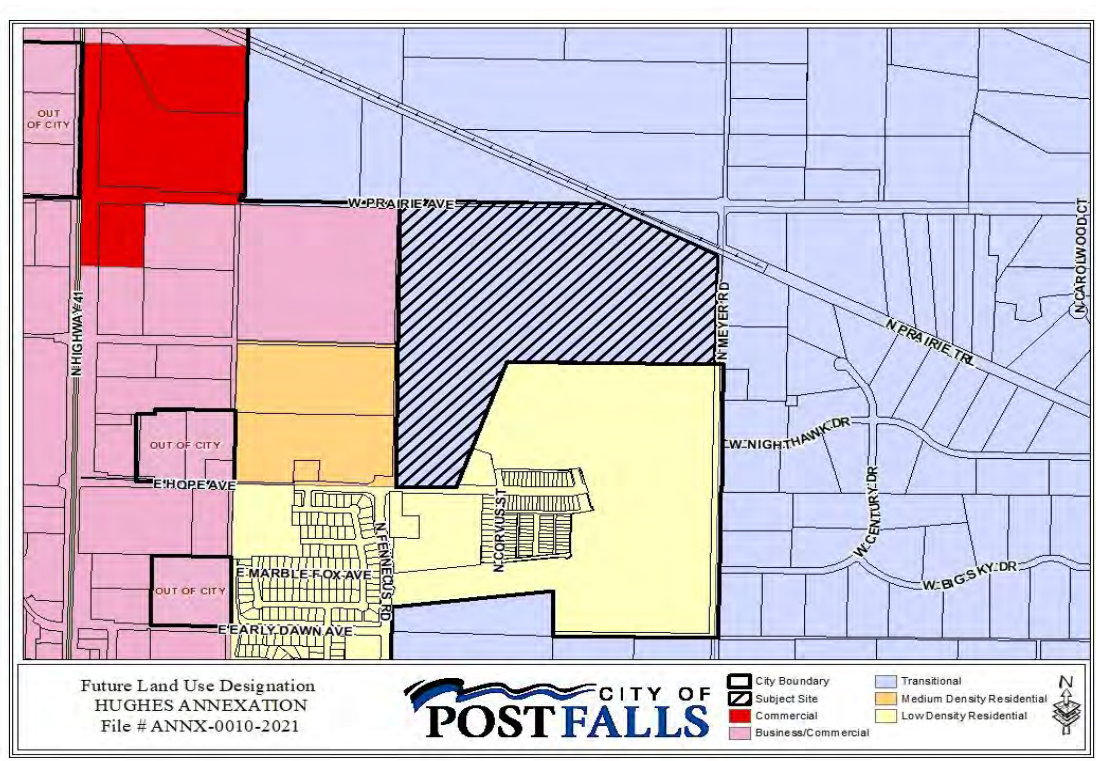 OUT
OF CITY
W PRAIRIE AVE
N CAROLWOOD CT
N HIGHWAY 41
N MEYER RD
N PRAIRIE TRL
OUT OF CITY
W NIGHTHAWK DR
E HOPE AVE
N CORVUS ST
W CENTURY DR
N FENNECUS RD
E MARBLE FOX AVE
OUT OF CITY
W BIG SKY DR
E EARLY DAWN AVE
Future Land Use Designation
HUGHES ANNEXATION
File # ANNX-0010-2021
CITY OF
POST FALLS
City Boundary
Subject Site
Commercial
Business/Commercial
Transitional
Medium Density Residential
Low Density Residential
N